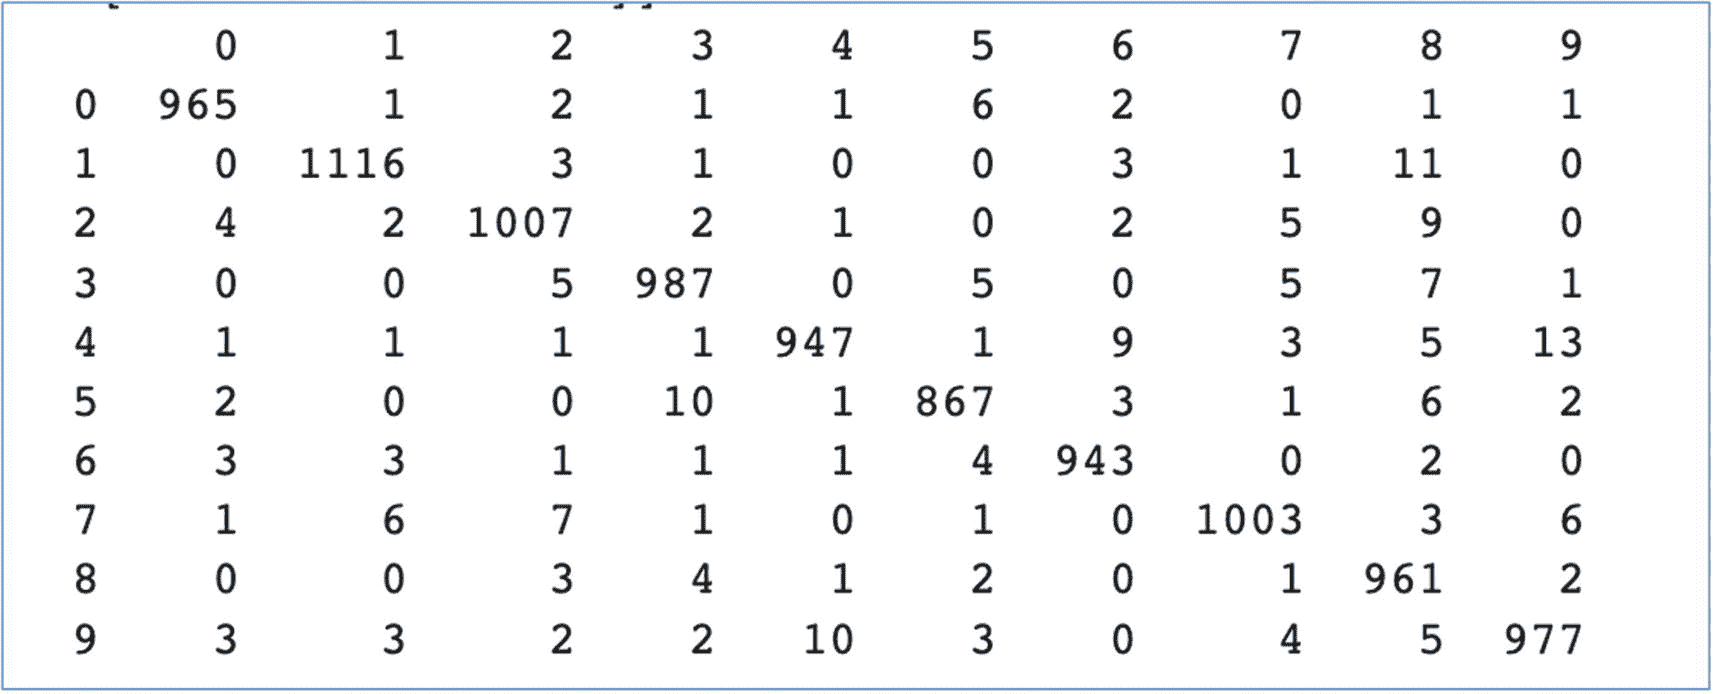 0 1 2 3 4 5 6 7 8 9
0 965 1 2 1 1 6 2 0 1 1
1 0 1116 3 1 0 0 3 1 11 0
2 4 2 1007 2 1 0 2 5 9 0
3 0 0 5 987 0 5 0 5 7 1
4 1 1 1 1 947 1 9 3 5 13
5 2 0 0 10 1 867 3 1 6 2
6 3 3 1 1 1 4 943 0 2 0
7 1 6 7 1 0 1 0 1003 3 6
8 0 0 3 4 1 2 0 1 961 2
9 3 3 2 2 10 3 0 4 5 977